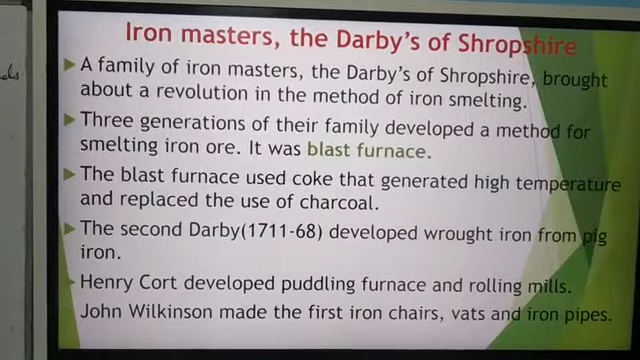 Iron masters, the Darby's of Shropshire
A family of iron masters, the Darby's of Shropshire, brought
about a revolution in the method of iron smelting.
Three generations of their family developed a method for
smelting iron ore. It was blast furnace.
The blast furnace used coke that generated high temperature
and replaced the use of charcoal.
The second Darby(1711-68) developed wrought iron from pig
iron.
Henry Cort developed puddling furnace and rolling mills.
John Wilkinson made the first iron chairs, vats and iron pipes.